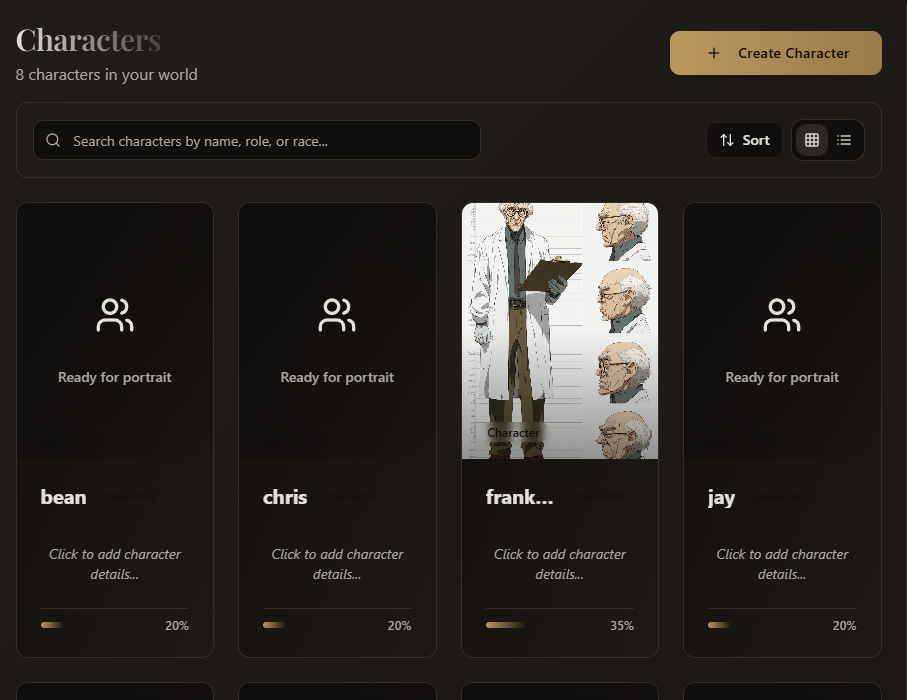 Characters
8 characters in your world
Create Character
Search characters by name, role, or race...
Sort
Ready for portrait
bean Character
Click to add character
details...
20%
Ready for portrait
chris Character
Click to add character
details...
20%
Character
frank... Character
Click to add character
details...
35%
Ready for portrait
jay Character
Click to add character
details...
20%